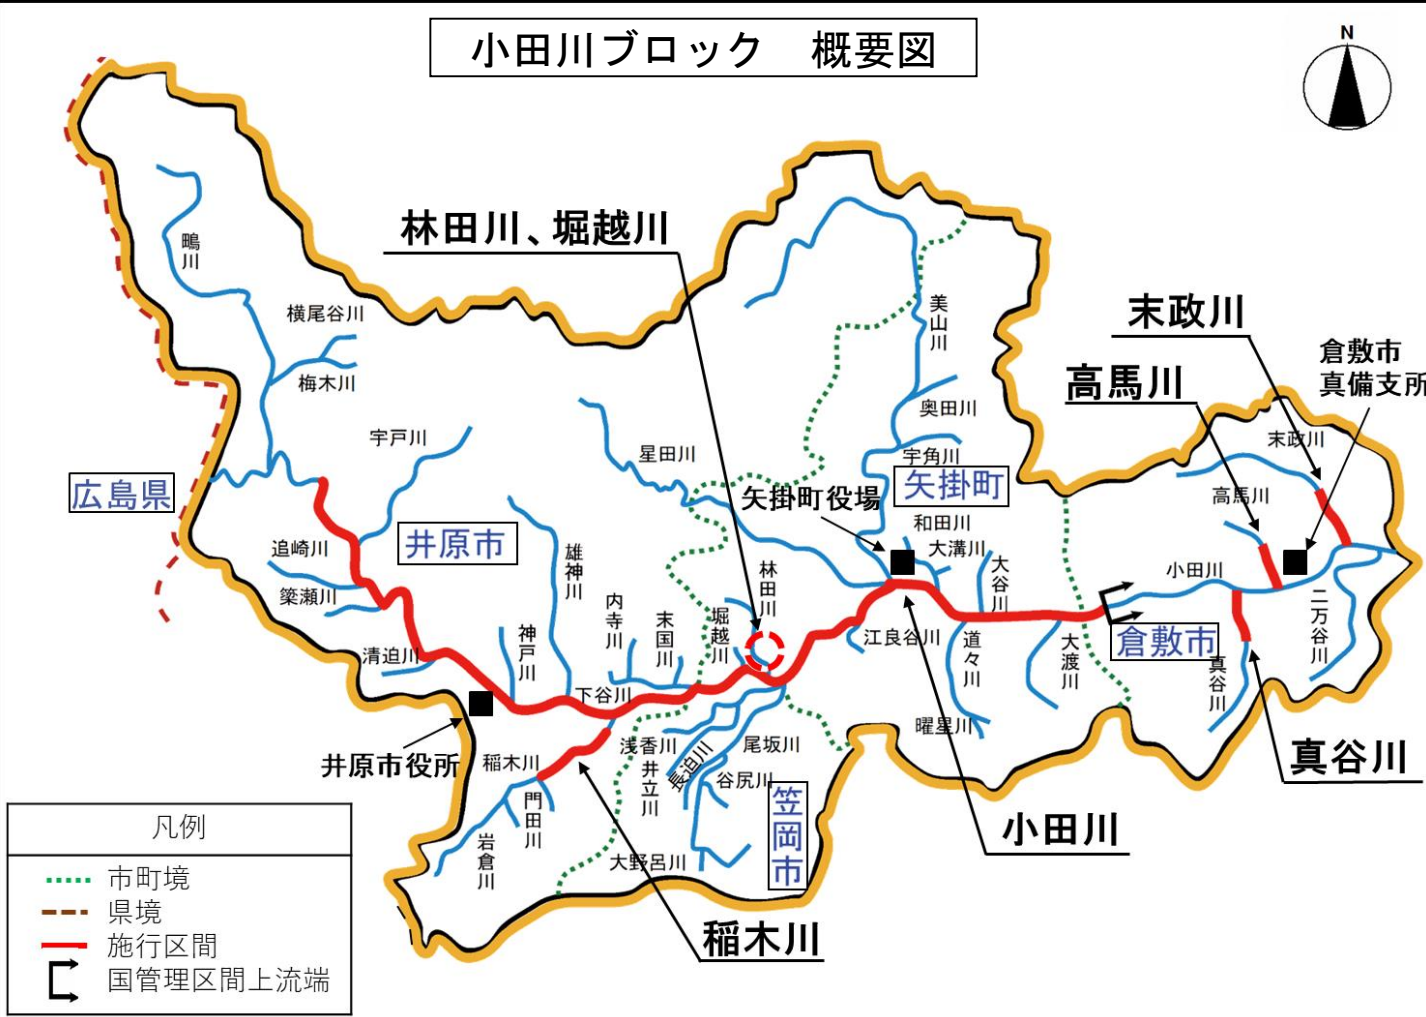 小田川ブロック　概要図
N
林田川、堀越川
鴫川
横尾谷川
梅木川
宇戸川
星田川
美山川
奥田川
宇角川
末政川
高馬川
倉敷市
真備支所
末政川
高馬川
広島県
井原市
矢掛町
矢掛町役場
和田川
大溝川
大谷川
追崎川
簗瀬川
雄神川
内寺川
末国川
堀越川
林田川
小田川
倉敷市
二万谷川
江良谷川
道々川
大渡川
真谷川
清迫川
神戸川
下谷川
曜星川
井原市役所
稲木川
門田川
岩倉川
浅香川
井立川
長迫川
尾坂川
谷尻川
笠岡市
大野呂川
真谷川
小田川
稲木川
凡例
市町境
県境
施行区間
国管理区間上流端